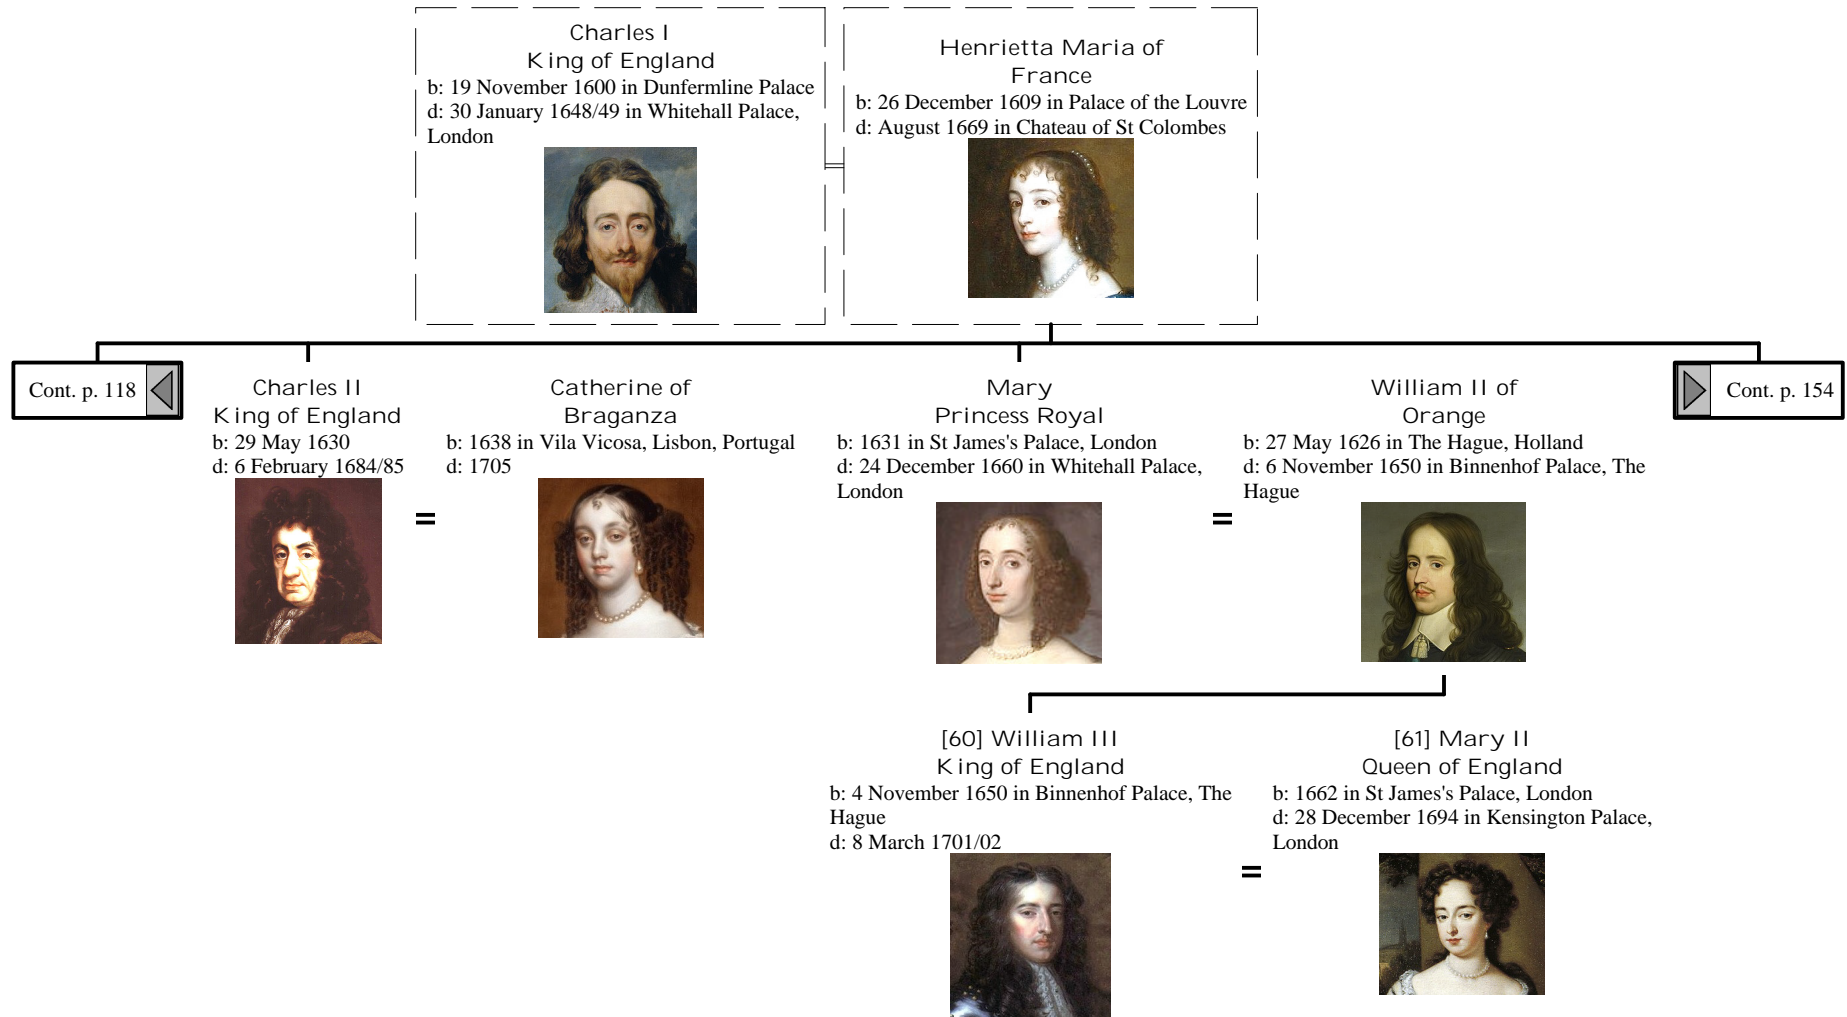 Charles I
King of England
b: 19 November 1600 in Dunfermline Palace
d: 30 January 1648/49 in Whitehall Palace,
London
Henrietta Maria of
France
b: 26 December 1609 in Palace of the Louvre
d: August 1669 in Chateau of St Colombes
Cont. p. 118
Charles II
King of England
b: 29 May 1630
d: 6 February 1684/85
=
Catherine of
Braganza
b: 1638 in Vila Vicosa, Lisbon, Portugal
d: 1705
Mary
Princess Royal
b: 1631 in St James's Palace, London
d: 24 December 1660 in Whitehall Palace,
London
=
William II of
Orange
b: 27 May 1626 in The Hague, Holland
d: 6 November 1650 in Binnenhof Palace, The
Hague
Cont. p. 154
[60] William III
King of England
b: 4 November 1650 in Binnenhof Palace, The
Hague
d: 8 March 1701/02
=
[61] Mary II
Queen of England
b: 1662 in St James's Palace, London
d: 28 December 1694 in Kensington Palace,
London